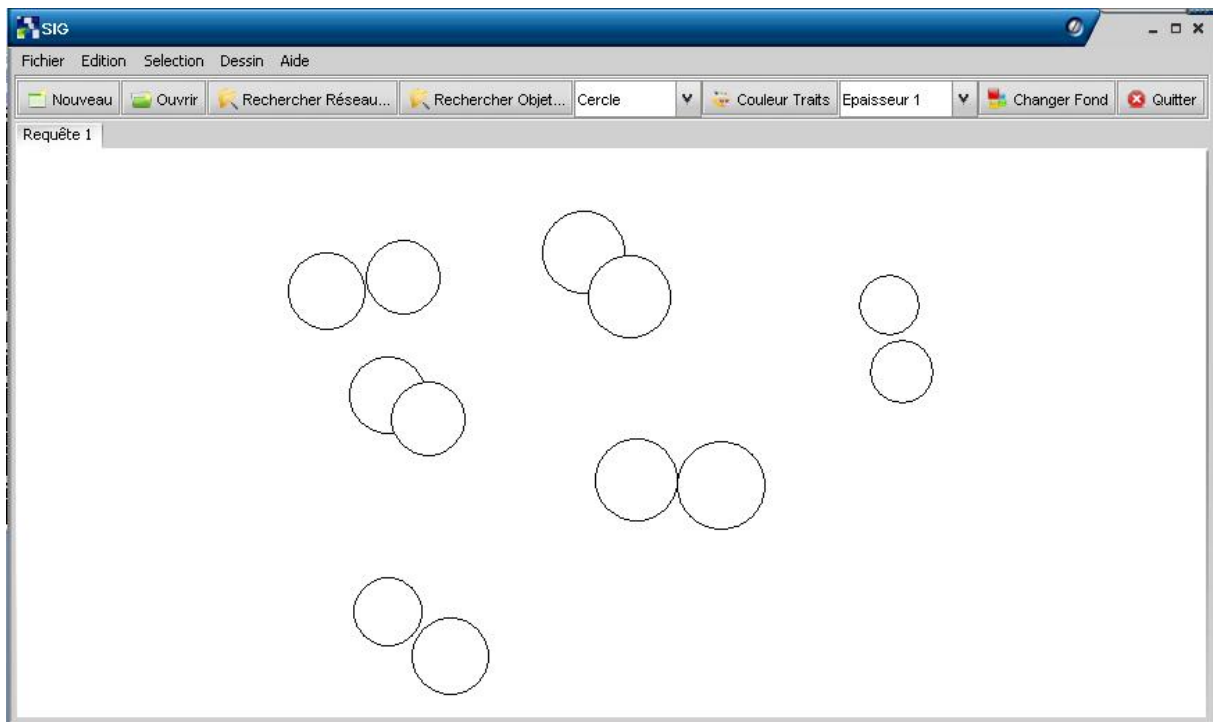 SIG
Fichier Edition Selection Dessin Aide
Nouveau Ouvrir Rechercher Réseau... Rechercher Objet... Cercle Couleur Traits Epaisseur 1 Changer Fond Quitter
Requête 1